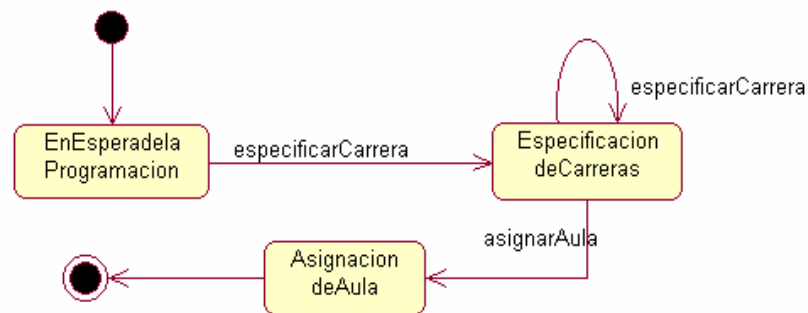 especificarCarrera
EnEsperadela
Programacion
especificarCarrera
Especificacion
deCarreras
asignarAula
Asignacion
deAula